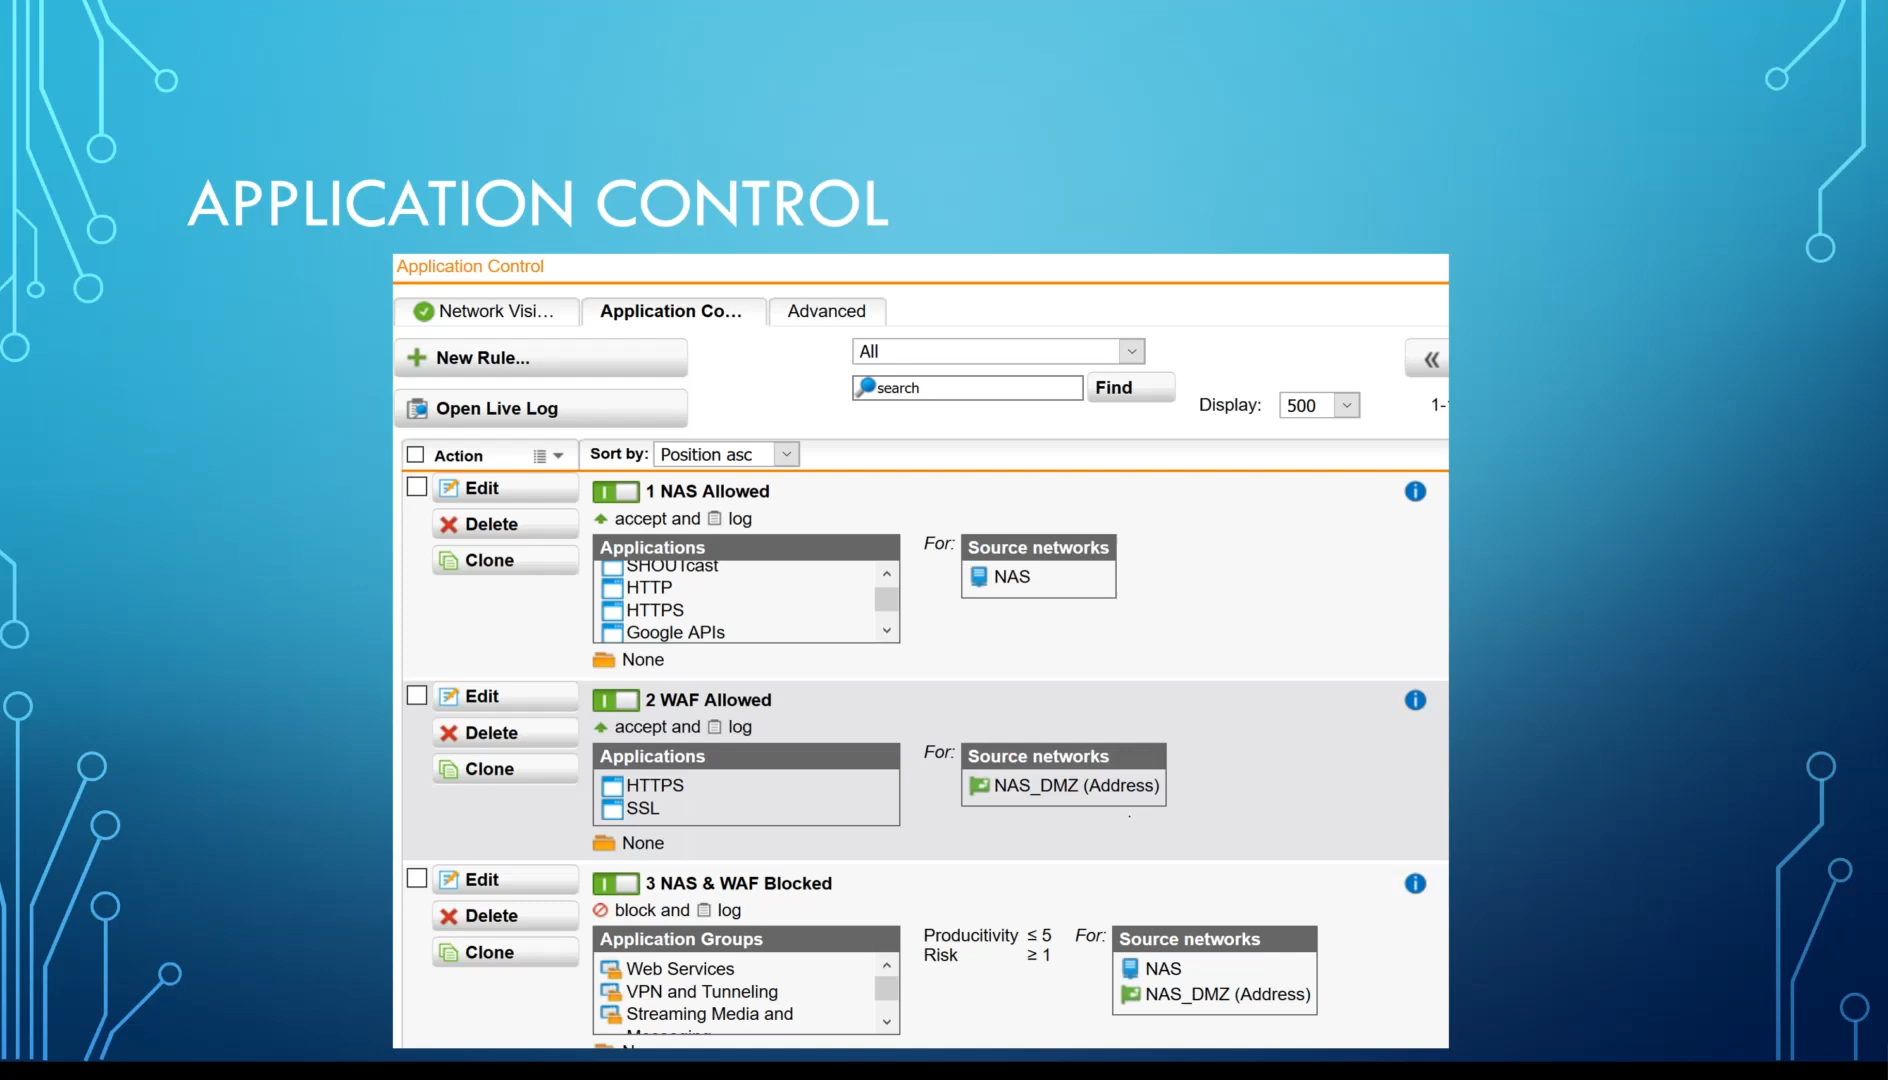 APPLICATION CONTROL
Application Control
Network Visi... Application Co... Advanced
New Rule...
All
search Find
Open Live Log
Display: 500
1-
Action Sort by: Position asc
Edit
Delete
Clone
1 NAS Allowed
accept and log
Applications
SHOUTcast
HTTP
HTTPS
Google APIs
For: Source networks
NAS
None
Edit
Delete
Clone
2 WAF Allowed
accept and log
Applications
HTTPS
SSL
For: Source networks
NAS_DMZ (Address)
None
Edit
Delete
Clone
3 NAS & WAF Blocked
block and log
Application Groups
Web Services
VPN and Tunneling
Streaming Media and
Producitivity ≤ 5
Risk ≥ 1
For: Source networks
NAS
NAS_DMZ (Address)